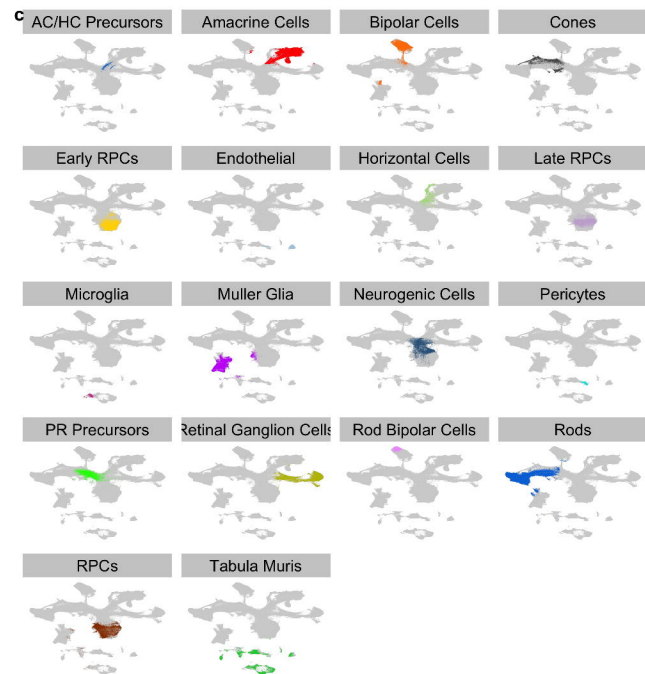 c
AC/HC Precursors
Amacrine Cells
Bipolar Cells
Cones
Early RPCs
Endothelial
Horizontal Cells
Late RPCs
Microglia
Muller Glia
Neurogenic Cells
Pericytes
PR Precursors
Retinal Ganglion Cells
Rod Bipolar Cells
Rods
RPCs
Tabula Muris